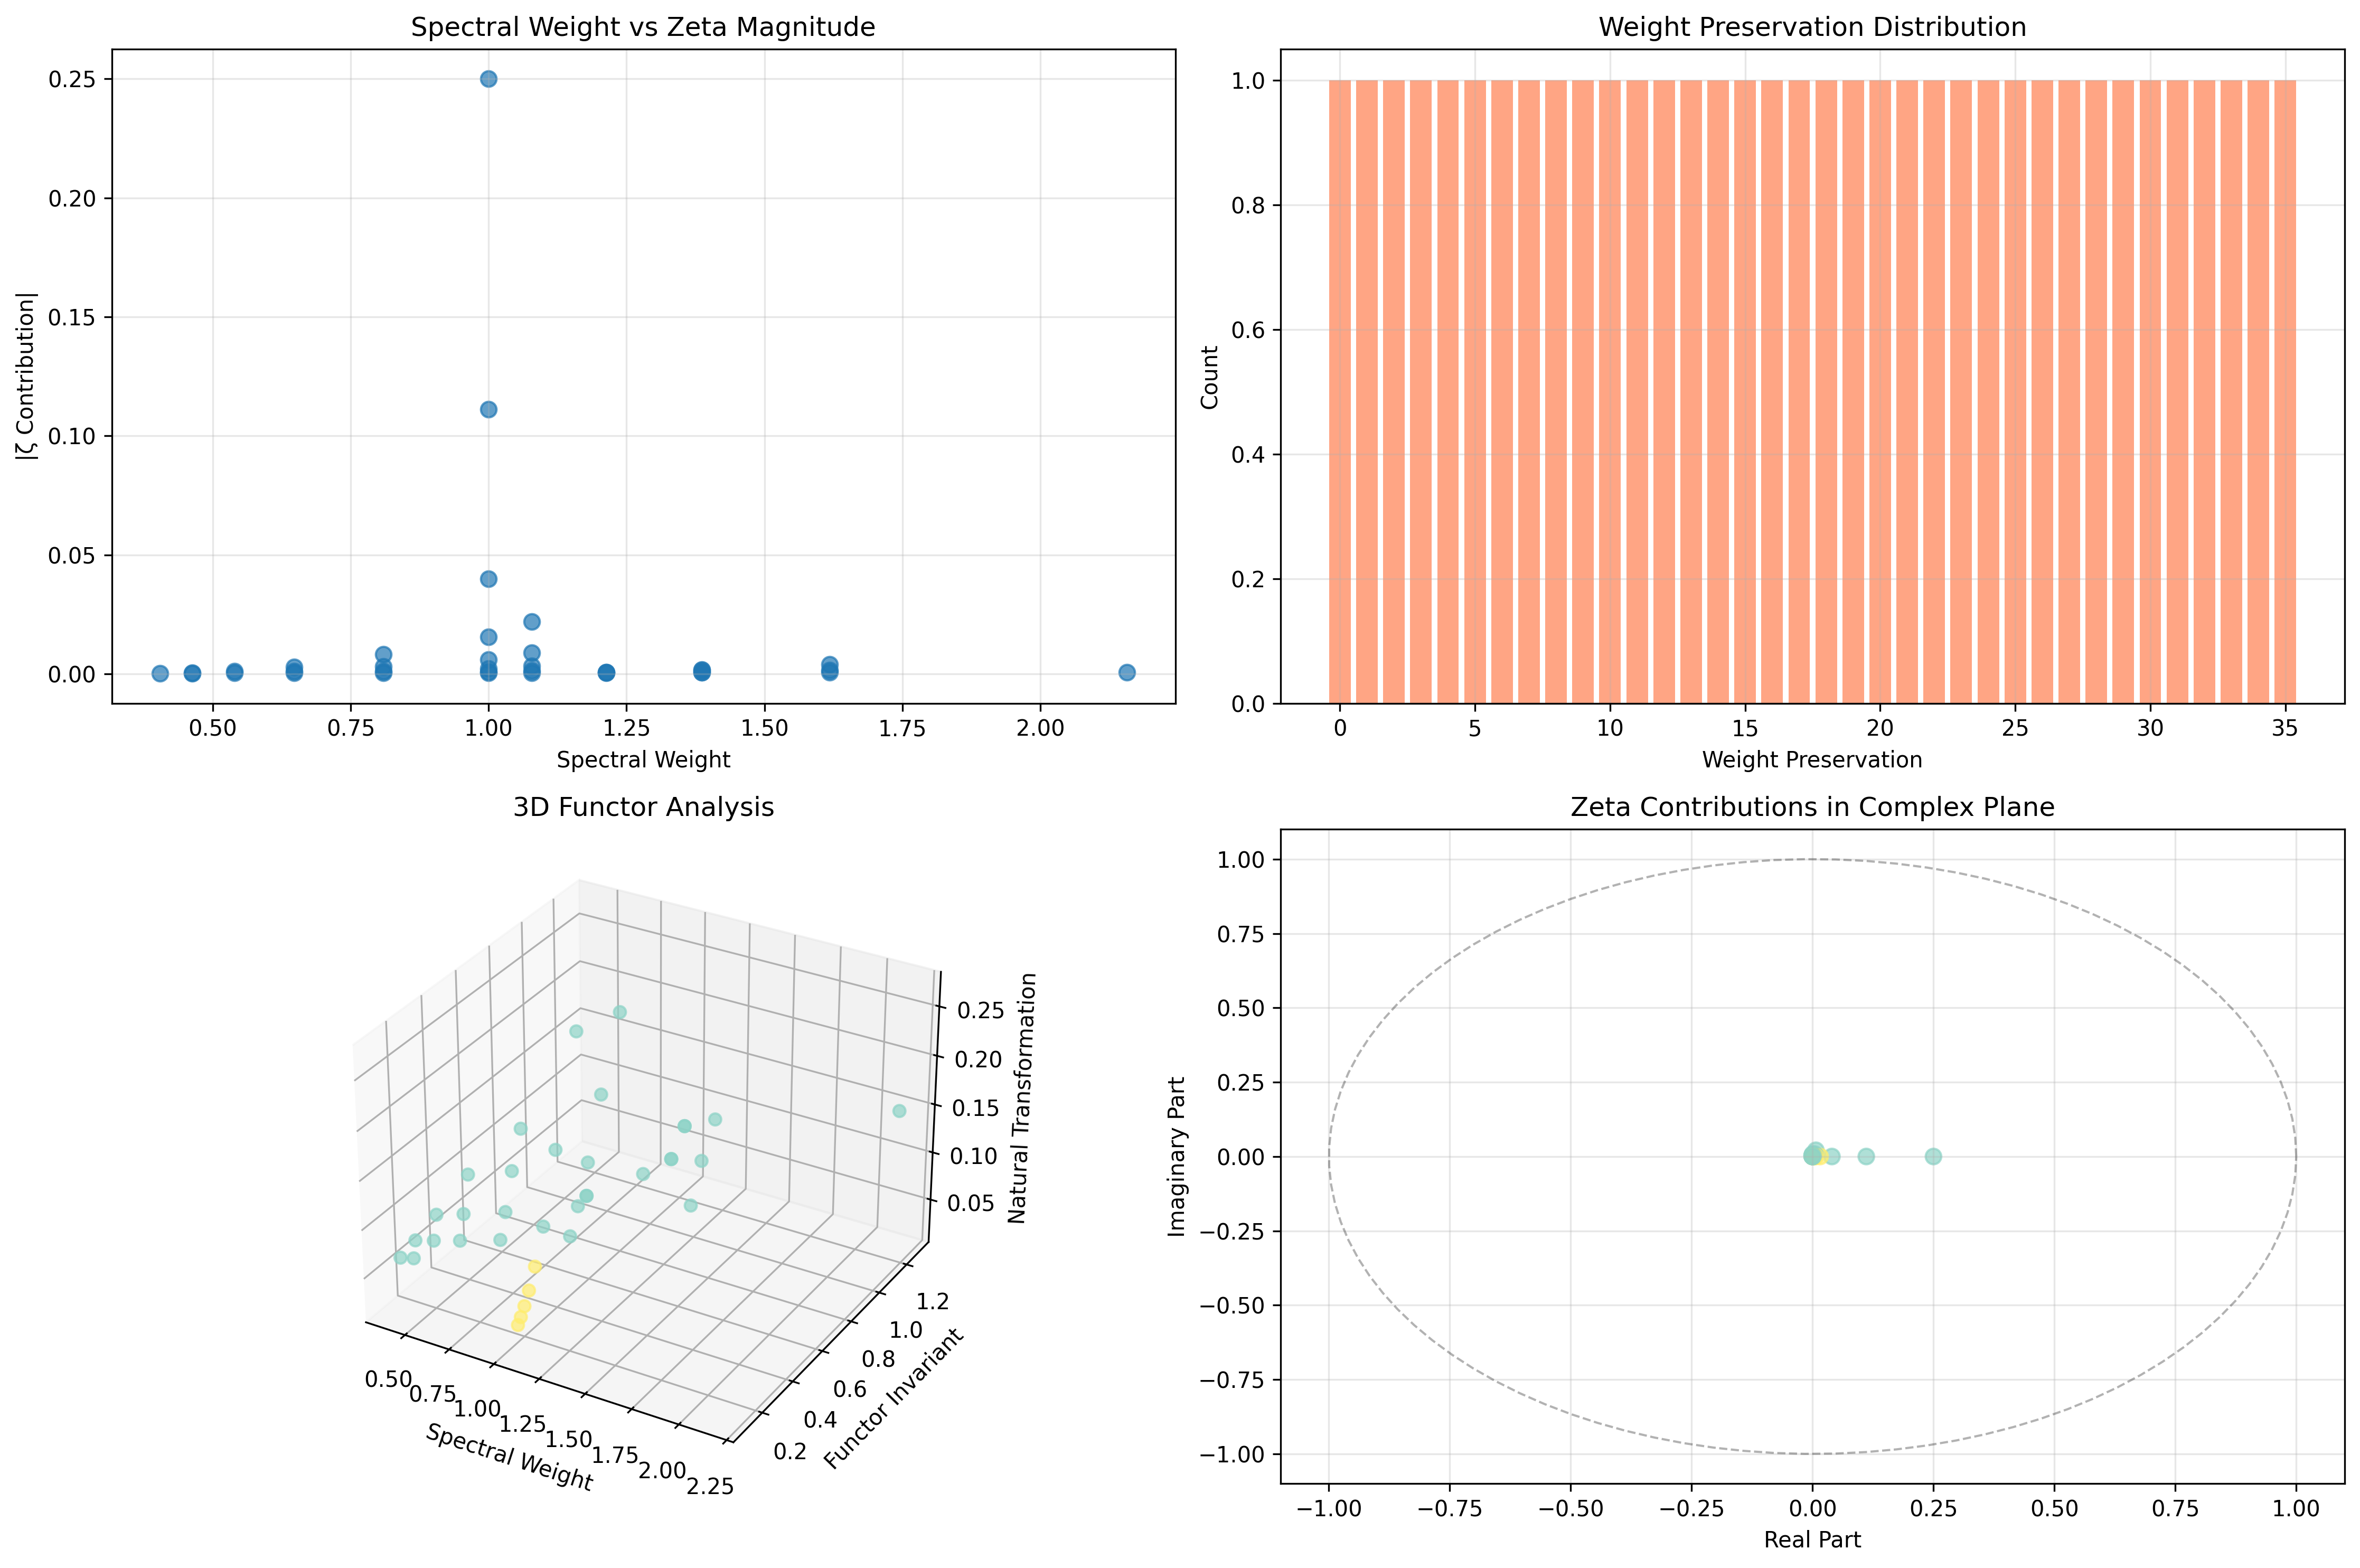 Spectral Weight vs Zeta Magnitude
|ζ Contribution|
0.25
0.20
0.15
0.10
0.05
0.00
0.50 0.75 1.00 1.25 1.50 1.75 2.00
Spectral Weight
Weight Preservation Distribution
Count
1.0
0.8
0.6
0.4
0.2
0.0
0 5 10 15 20 25 30 35
Weight Preservation
3D Functor Analysis
0.25
0.20
0.15
0.10
0.05
Natural Transformation
1.2
1.0
0.8
0.6
0.4
0.2
Functor Invariant
0.50 0.75 1.00 1.25 1.50 1.75 2.00 2.25
Spectral Weight
Zeta Contributions in Complex Plane
Imaginary Part
1.00
0.75
0.50
0.25
0.00
−0.25
−0.50
−0.75
−1.00
−1.00 −0.75 −0.50 −0.25 0.00 0.25 0.50 0.75 1.00
Real Part